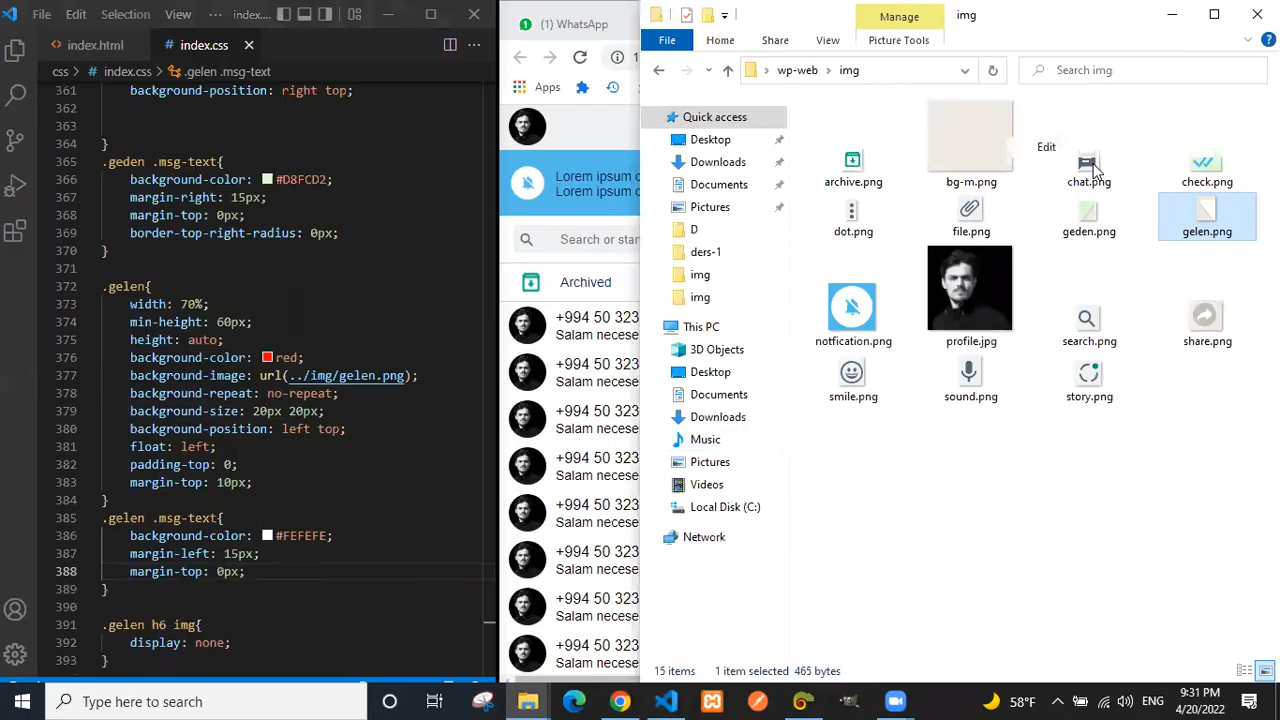 File Edit Selection View index....
index.html
index.css
css > index.css > .gelen .msg-text
361 background-position: right top;
362
363
364 }
365 .geden .msg-text{
366 background-color: #D8FCD2;
367 margin-right: 15px;
368 margin-top: 0px;
369 border-top-right-radius: 0px;
370 }
371
372 .gelen{
373 width: 70%;
374 min-height: 60px;
375 height: auto;
376 background-color: red;
377 background-image: url(../img/gelen.png);
378 background-repeat: no-repeat;
379 background-size: 20px 20px;
380 background-position: left top;
381 float: left;
382 padding-top: 0;
383 margin-top: 10px;
384 }
385 .gelen .msg-text{
386 background-color: #FEFEFE;
387 margin-left: 15px;
388 margin-top: 0px;
389 }
390
391 .gelen h6 img{
392 display: none;
393 }
(1) WhatsApp
1
Apps
Lorem ipsum
Lorem ipsum
Search or star
Archived
+994 50 323
Salam necese
+994 50 323
Salam necese
+994 50 323
Salam necese
+994 50 323
Salam necese
+994 50 323
Salam necese
+994 50 323
Salam necese
+994 50 323
Salam necese
+994 50 323
Salam necese
Manage
img
File
Home
Share
View
Picture Tools
wp-web > img
Search img
Quick access
Desktop
Downloads
Documents
Pictures
D
ders-1
img
img
This PC
3D Objects
Desktop
Documents
Downloads
Music
Pictures
Videos
Local Disk (C:)
Network
Edit
archive.png
bg-m.png
chat.png
check.png
dot.png
file.png
geden.png
gelen.png
notfication.png
profile.jpg
search.png
share.png
smile.png
sound.png
story.png
15 items 1 item selected 465 bytes
Type here to search
58°F
ENG
9:31 PM
4/20/2022